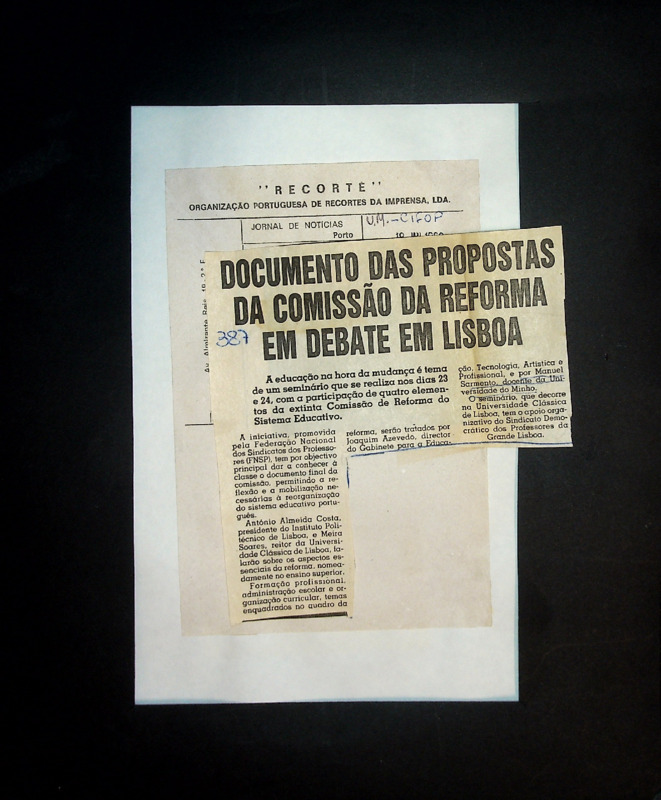 "RECORTE"
ORGANIZAÇÃO PORTUGUESA DE RECORTES DA IMPRENSA, LDA.
JORNAL DE NOTÍCIAS
Porto
U.M.-CIFOP
Av. Almirante Reis, 19-2.º
387
DOCUMENTO DAS PROPOSTAS
DA COMISSÃO DA REFORMA
EM DEBATE EM LISBOA
A educação na hora da mudança é tema
de um seminário que se realiza nos dias 23
e 24, com a participação de quatro elemen-
tos da extinta Comissão de Reforma do
Sistema Educativo.
A iniciativa, promovida
pela Federação Nacional
dos Sindicatos dos Profes-
ores (FNSP), tem por objectivo
principal dar a conhecer à
classe o documento final da
comissão, permitindo a re-
flexão e a mobilização ne-
cessárias à reorganização
do sistema educativo portu-
guês.
António Almeida Costa,
presidente do Instituto Poli-
técnico de Lisboa, e Meira
Soares, reitor da Universi-
dade Clássica de Lisboa, fa-
larão sobre os aspectos es-
senciais da reforma, nomea-
damente no ensino superior.
Formação profissional,
administração escolar e or-
ganização curricular, temas
enquadrados no quadro da
reforma, serão tratados por
Joaquim Azevedo, director
do Gabinete para a Educa-
ção, Tecnologia, Artística e
Profissional, e por Manuel
Sarmento, docente da Uni-
versidade do Minho.
O seminário, que decorre
na Universidade Clássica
de Lisboa, tem o apoio orga-
nizativo do Sindicato Demo-
crático dos Professores da
Grande Lisboa.